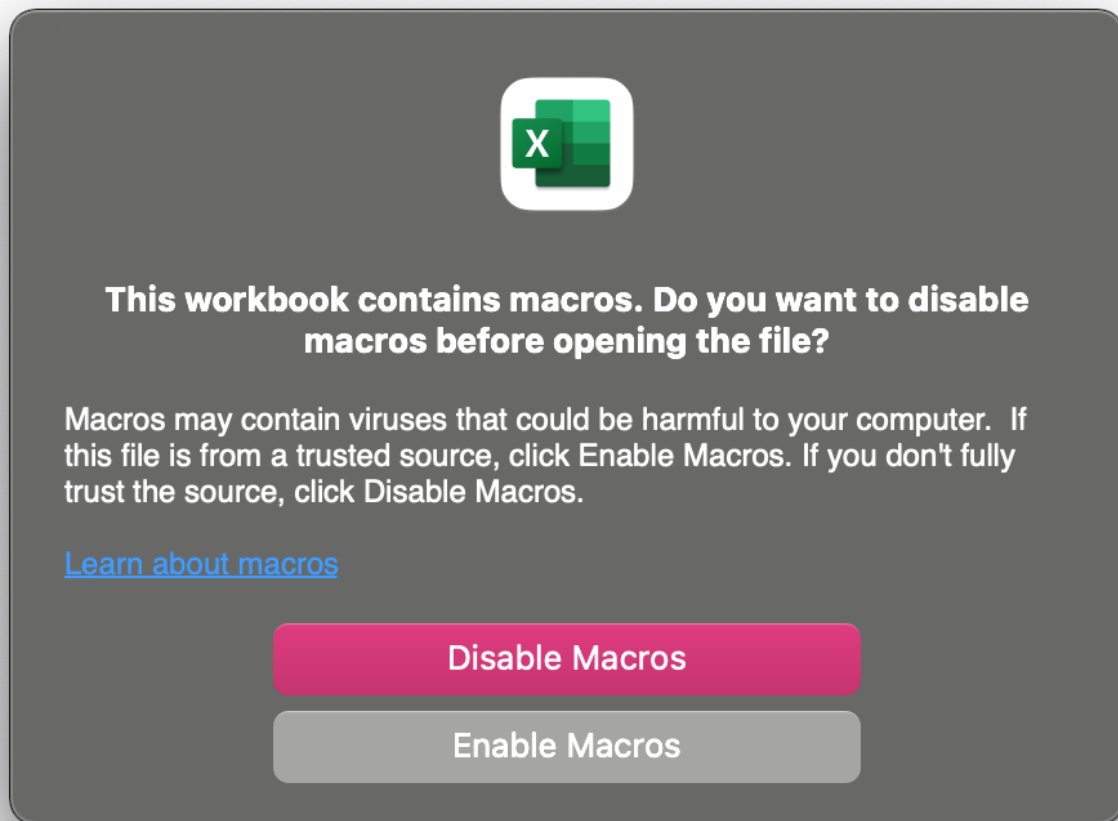 X
This workbook contains macros. Do you want to disable
macros before opening the file?
Macros may contain viruses that could be harmful to your computer.  If
this file is from a trusted source, click Enable Macros. If you don't fully
trust the source, click Disable Macros.
Learn about macros
Disable Macros
Enable Macros